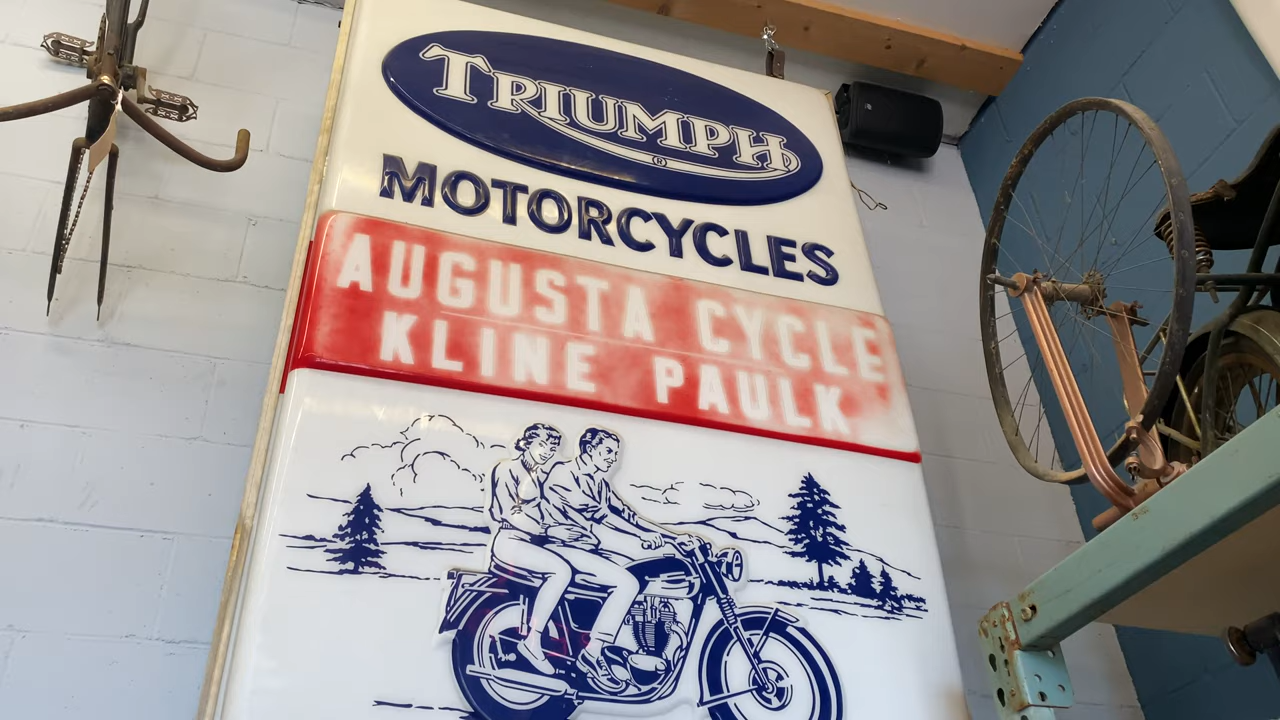 TRIUMPH
®
MOTORCYCLES
AUGUSTA CYCLE
KLINE PAULK